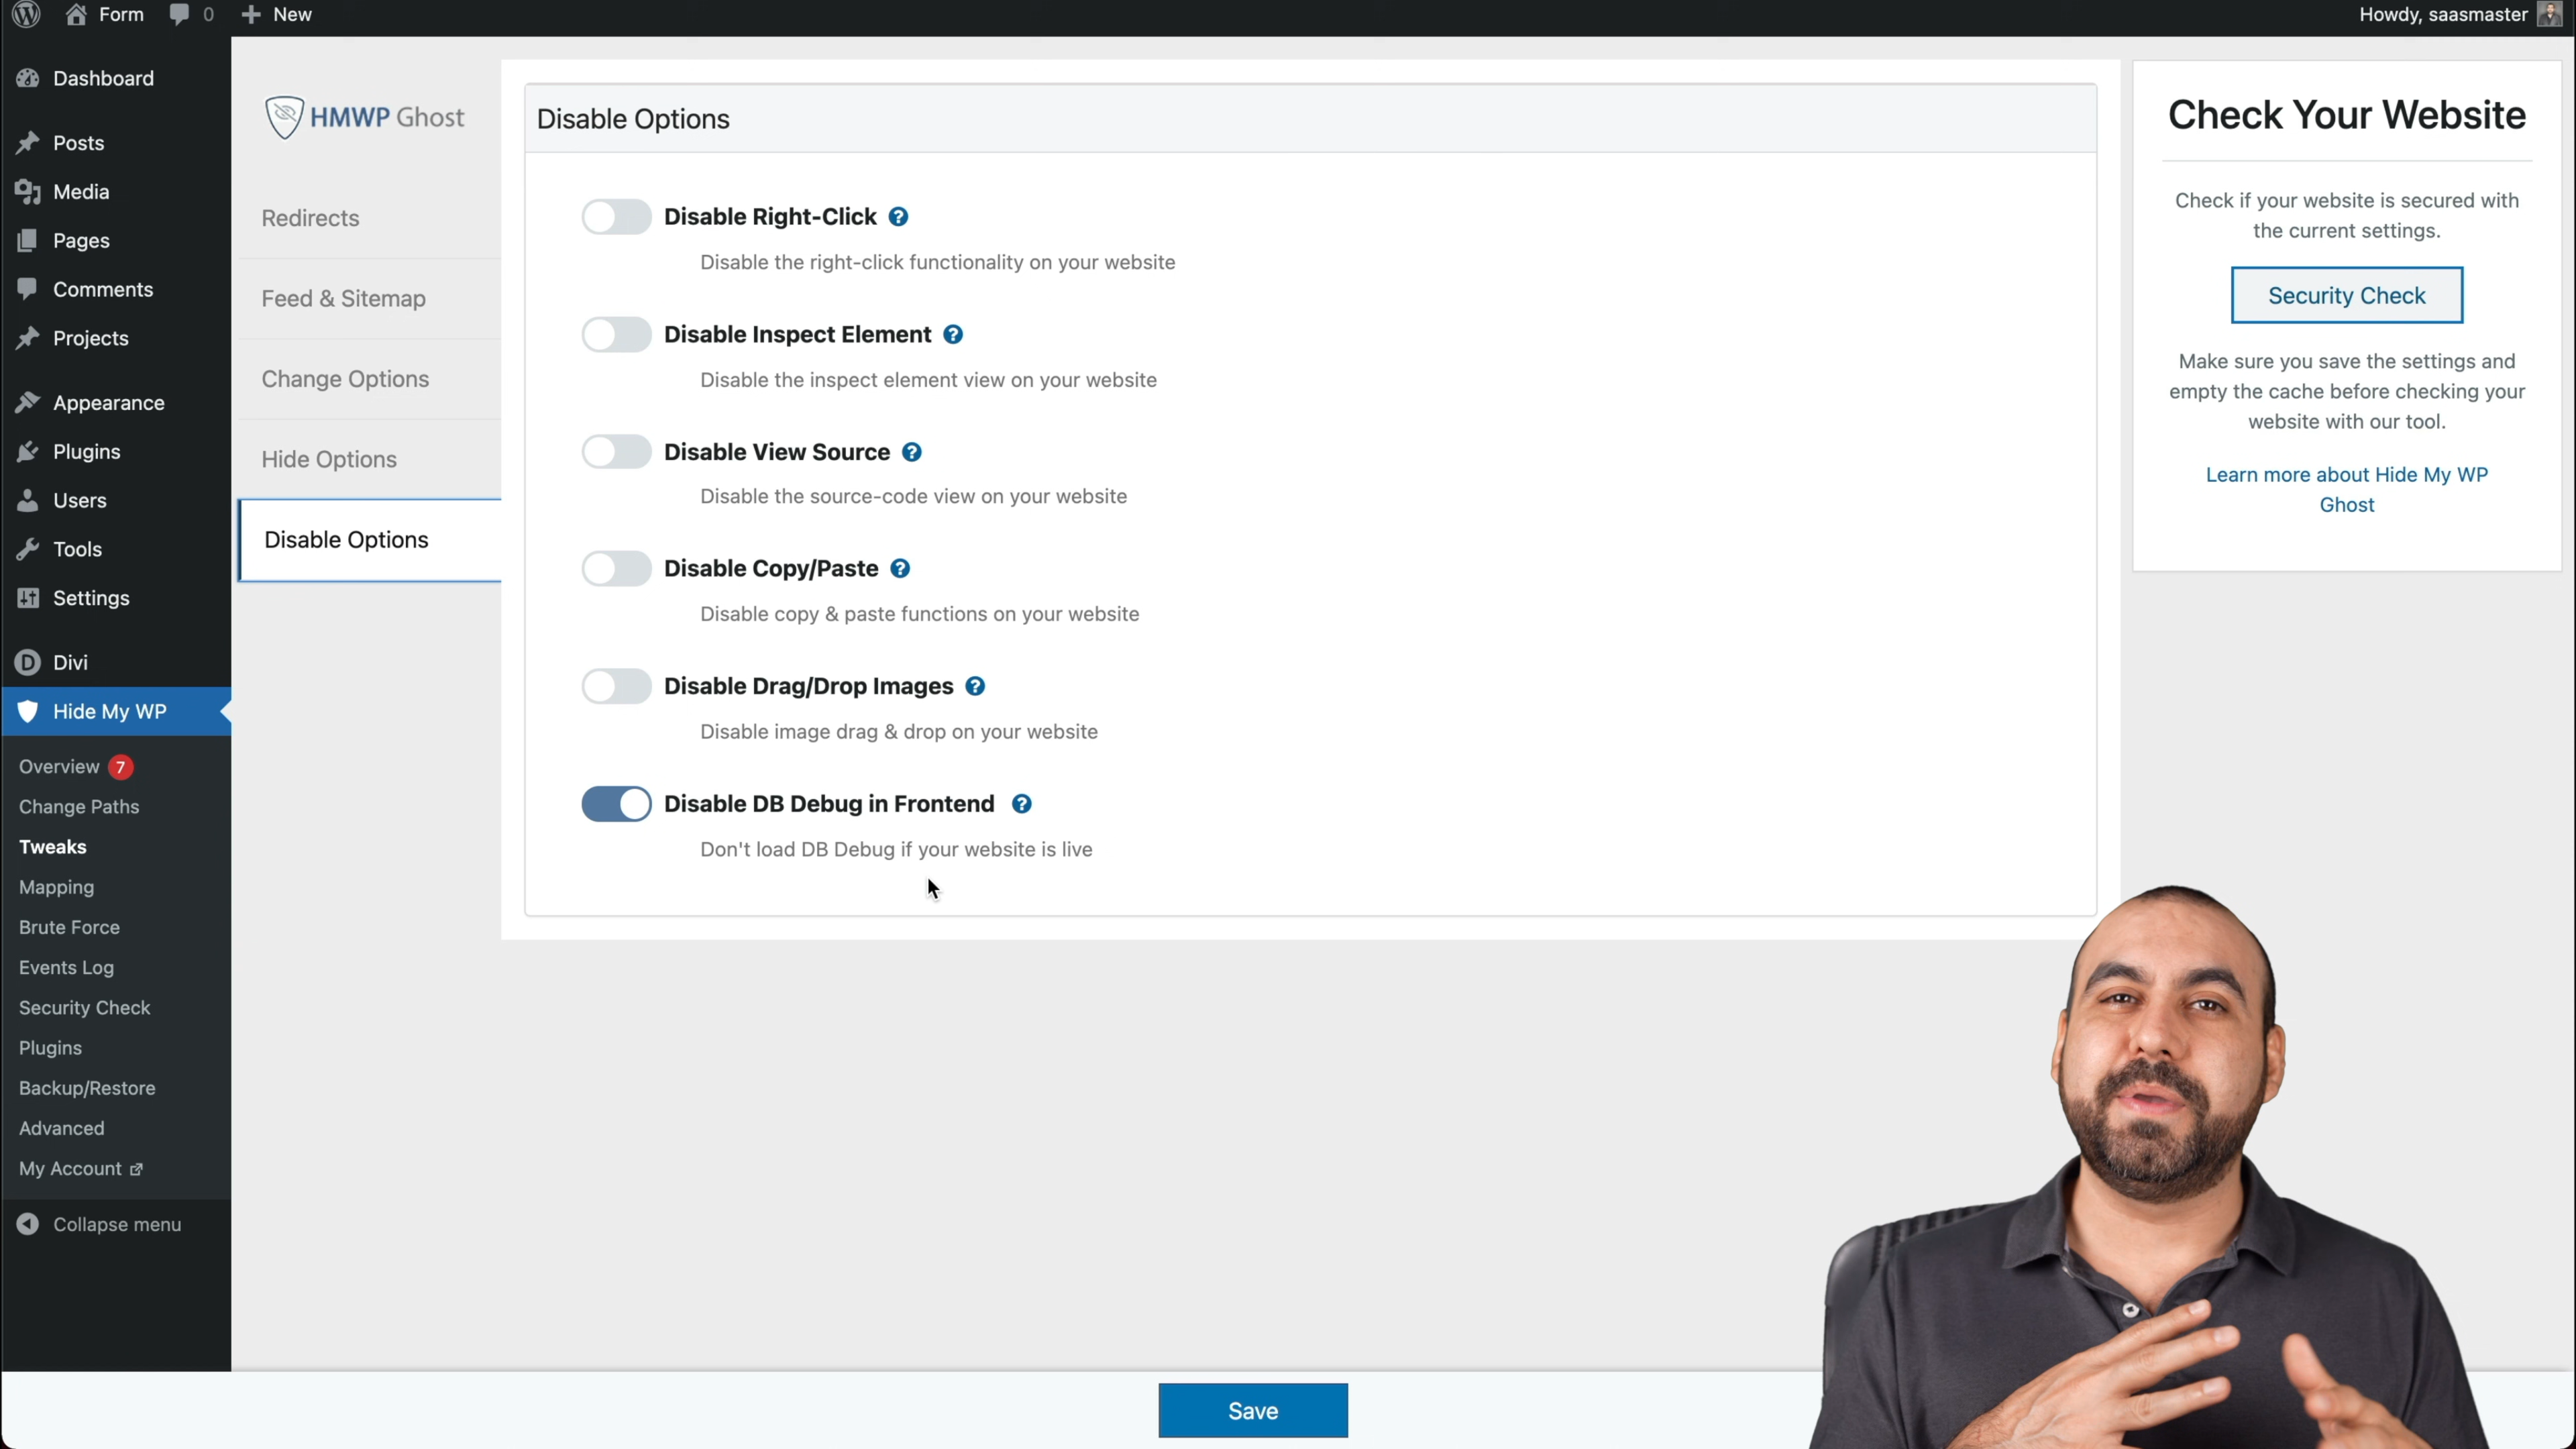 Form
0
New
Howdy, saasmaster
Dashboard
Posts
Media
Pages
Comments
Projects
Appearance
Plugins
Users
Tools
Settings
Divi
Hide My WP
Overview 7
Change Paths
Tweaks
Mapping
Brute Force
Events Log
Security Check
Plugins
Backup/Restore
Advanced
My Account
Collapse menu
HMWP Ghost
Redirects
Feed & Sitemap
Change Options
Hide Options
Disable Options
Disable Options
Disable Right-Click ?
Disable the right-click functionality on your website
Disable Inspect Element ?
Disable the inspect element view on your website
Disable View Source ?
Disable the source-code view on your website
Disable Copy/Paste ?
Disable copy & paste functions on your website
Disable Drag/Drop Images ?
Disable image drag & drop on your website
Disable DB Debug in Frontend ?
Don't load DB Debug if your website is live
Save
Check Your Website
Check if your website is secured with
the current settings.
Security Check
Make sure you save the settings and
empty the cache before checking your
website with our tool.
Learn more about Hide My WP
Ghost